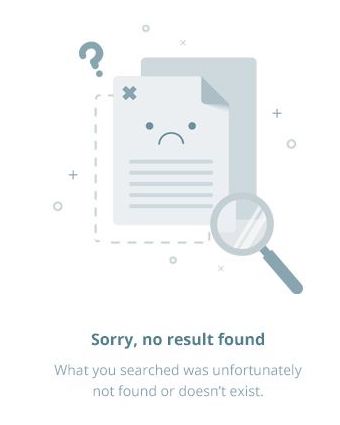 Sorry, no result found
What you searched was unfortunately
not found or doesn't exist.